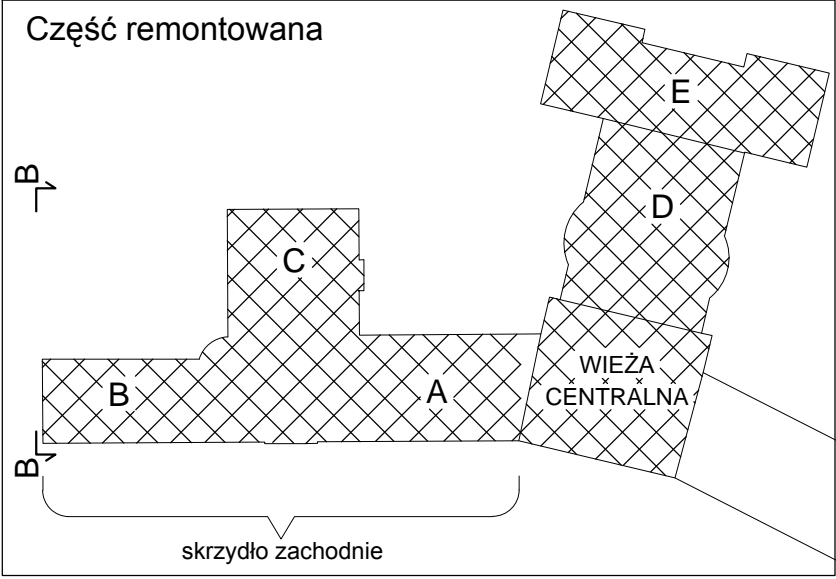 Część remontowana
E
B
D
C
WIEŻA
CENTRALNA
B
A
B
skrzydło zachodnie